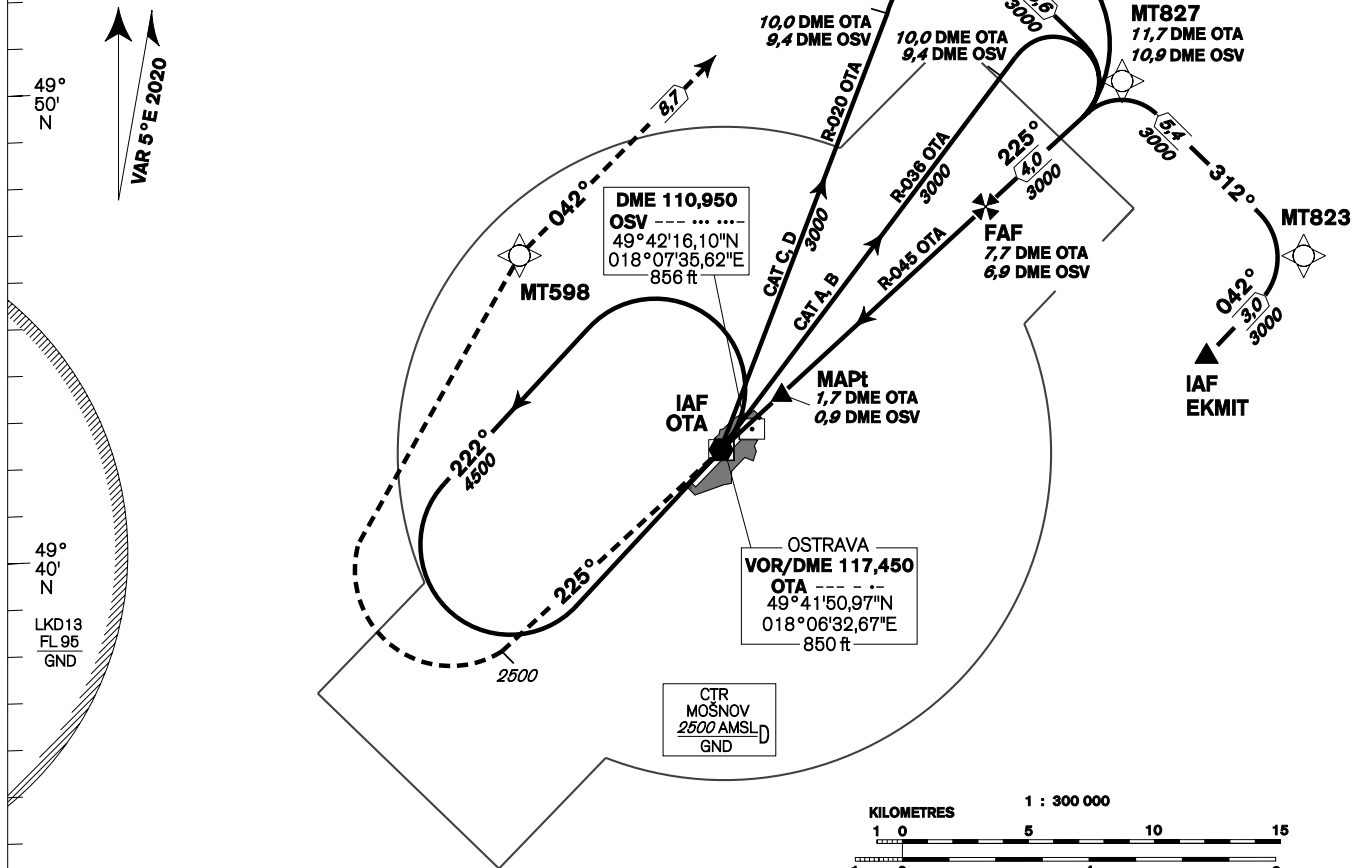 10,0 DME OTA
9,4 DME OSV
10,0 DME OTA
9,4 DME OSV
3000
MT827
11,7 DME OTA
10,9 DME OSV
49°
50'
N
VAR 5°E 2020
8,7
042°
MT598
DME 110,950
OSV --- ··· ···-
49°42'16,10"N
018°07'35,62"E
856 ft
R-020 OTA
3000
CAT C, D
R-036 OTA
3000
CAT A, B
225°
4,0
3000
R-045 OTA
FAF
7,7 DME OTA
6,9 DME OSV
5,4
3000
312°
MT823
042°
3,0
3000
IAF
EKMIT
MAPt
1,7 DME OTA
0,9 DME OSV
IAF
OTA
222°
4500
225°
2500
OSTRAVA
VOR/DME 117,450
OTA --- - ·-
49°41'50,97"N
018°06'32,67"E
850 ft
49°
40'
N
LKD13
FL 95
GND
CTR
MOŠNOV
2500 AMSL D
GND
1 : 300 000
KILOMETRES
1 0 5 10 15